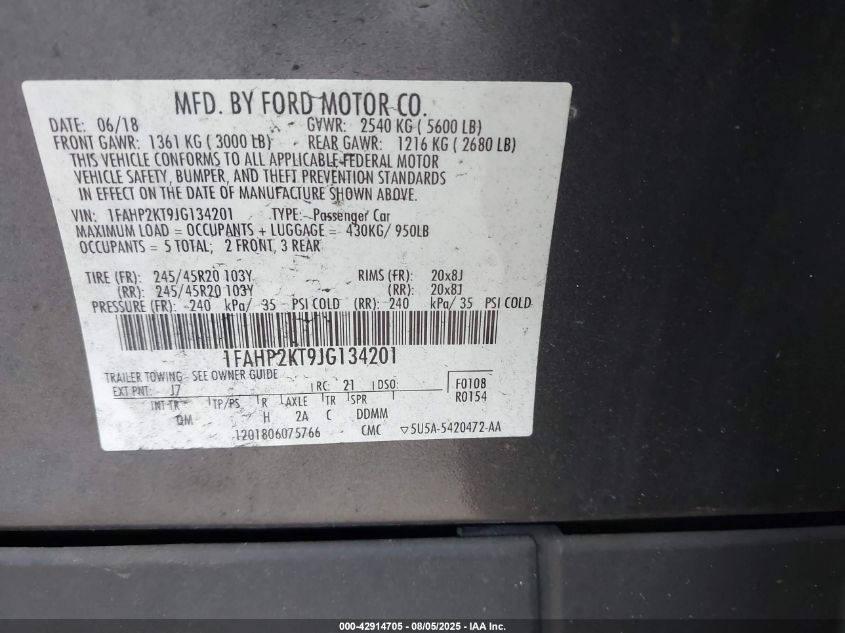 MFD. BY FORD MOTOR CO.
DATE: 06/18 GVWR: 2540 KG ( 5600 LB)
FRONT GAWR: 1361 KG ( 3000 LB) REAR GAWR: 1216 KG ( 2680 LB)
THIS VEHICLE CONFORMS TO ALL APPLICABLE FEDERAL MOTOR
VEHICLE SAFETY, BUMPER, AND THEFT PREVENTION STANDARDS
IN EFFECT ON THE DATE OF MANUFACTURE SHOWN ABOVE.
VIN: 1FAHP2KT9JG134201 TYPE: Passenger Car
MAXIMUM LOAD = OCCUPANTS + LUGGAGE = 430KG/ 950LB
OCCUPANTS = 5 TOTAL; 2 FRONT, 3 REAR
TIRE (FR): 245/45R20 103Y RIMS (FR): 20x8J
(RR): 245/45R20 103Y (RR): 20x8J
PRESSURE (FR): 240 kPa/ 35 PSI COLD (RR): 240 kPa/ 35 PSI COLD
1FAHP2KT9JG134201
TRAILER TOWING - SEE OWNER GUIDE
EXT PNT: J7 RC: 21 DSO: F0108
INT TR TP/PS R AXLE TR SPR R0154
QM H 2A C DDMM
1201806075766 CMC ▽5U5A-5420472-AA
000-42914705 - 08/05/2025 - IAA Inc.